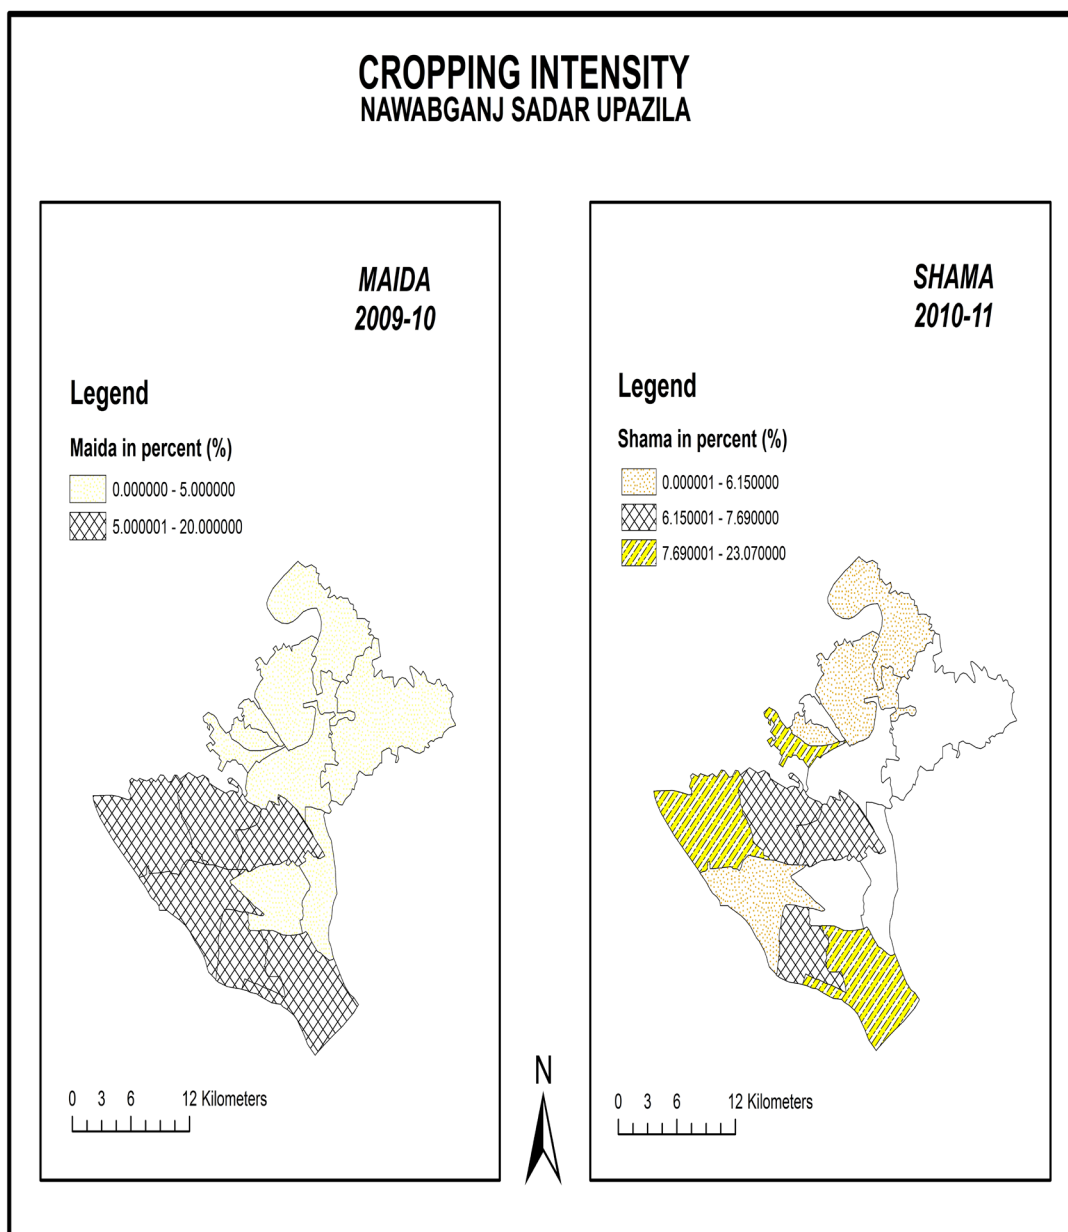 CROPPING INTENSITY
NAWABGANJ SADAR UPAZILA
MAIDA
2009-10
Legend
Maida in percent (%)
0.000000 - 5.000000
5.000001 - 20.000000
0 3 6 12 Kilometers
N
SHAMA
2010-11
Legend
Shama in percent (%)
0.000001 - 6.150000
6.150001 - 7.690000
7.690001 - 23.070000
0 3 6 12 Kilometers